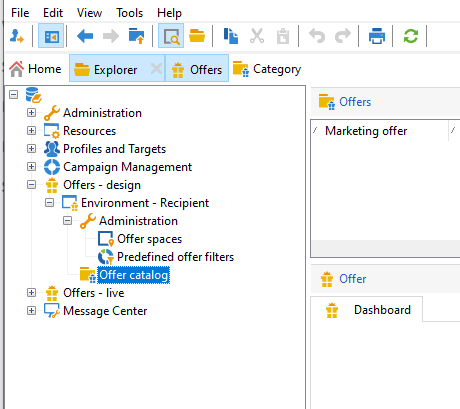 File Edit View Tools Help
Home Explorer Offers Category
Administration
Resources
Profiles and Targets
Campaign Management
Offers - design
Environment - Recipient
Administration
Offer spaces
Predefined offer filters
Offer catalog
Offers - live
Message Center
Offers
Marketing offer
Offer
Dashboard